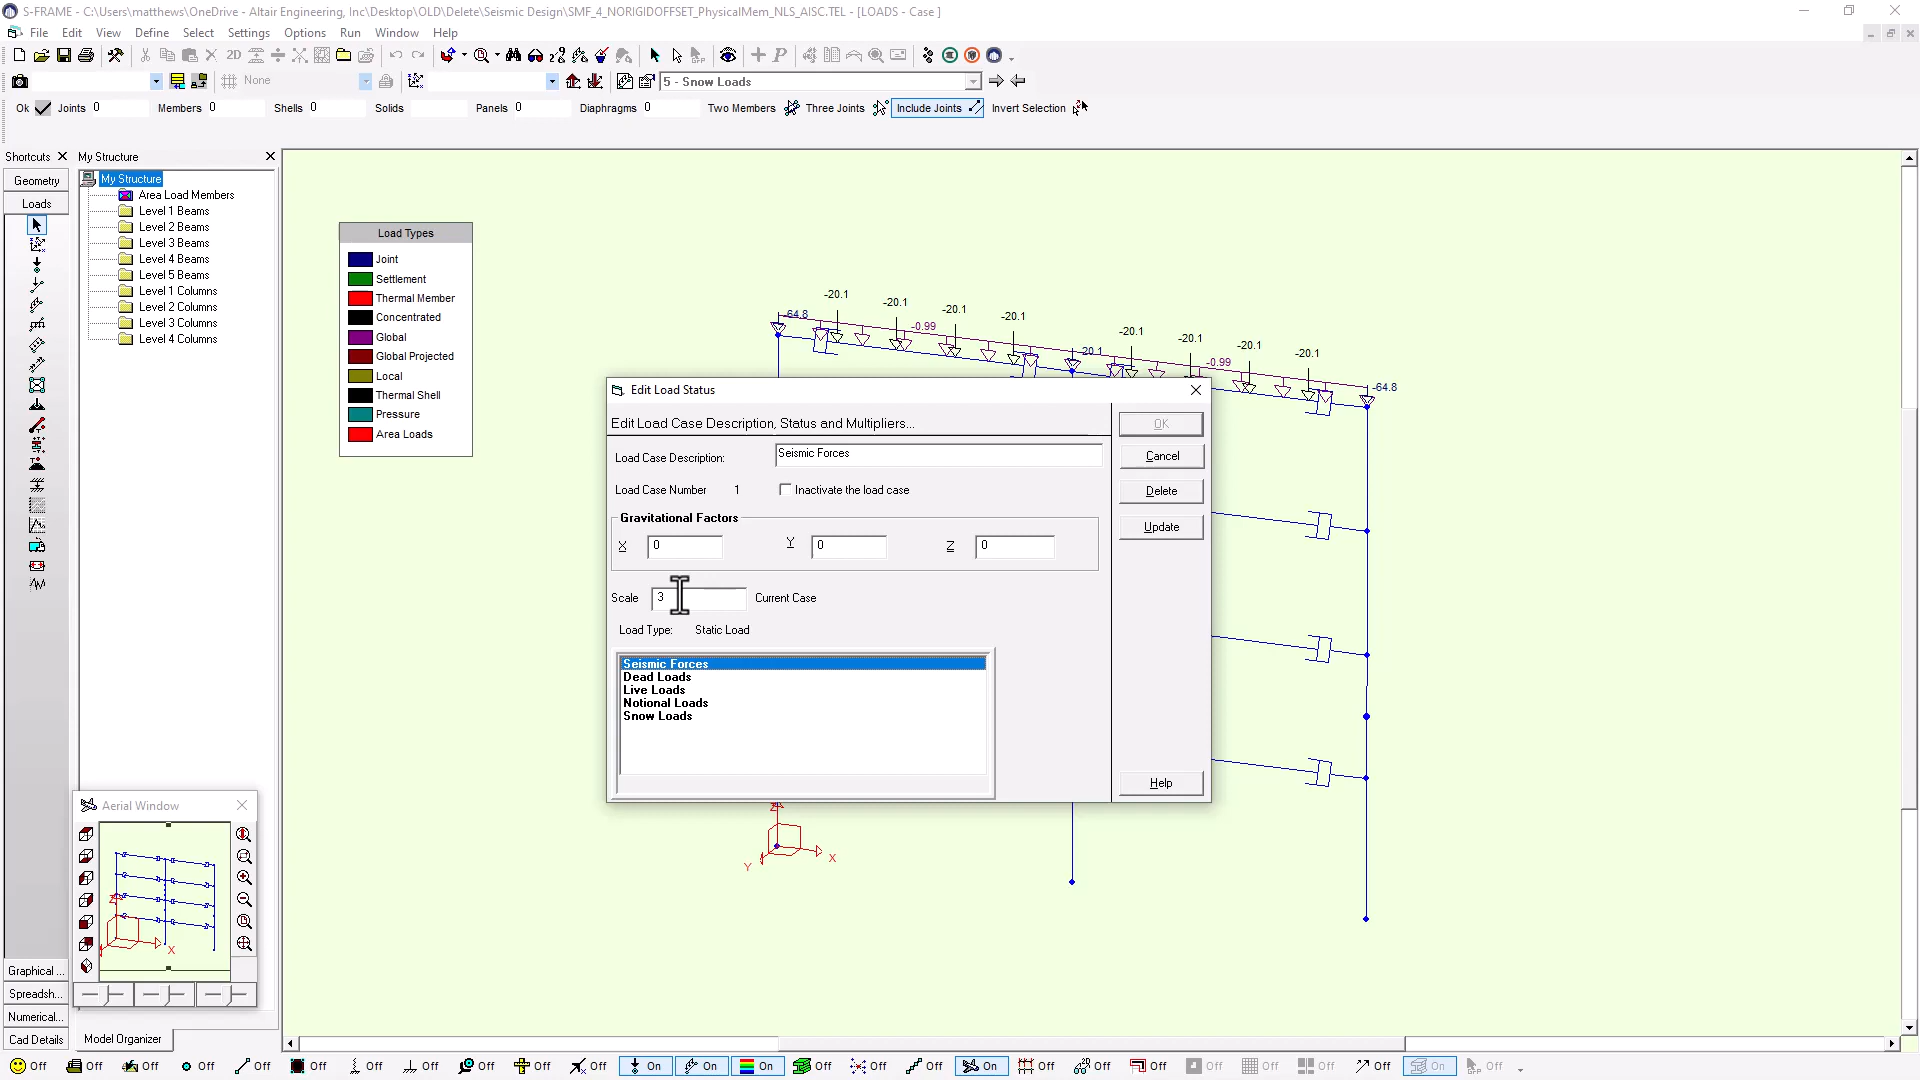 S-FRAME - C:\Users\matthews\OneDrive - Altair Engineering, Inc\Desktop\OLD\Delete\Seismic Design\SMF_4_NORIGIDOFFSET_PhysicalMem_NLS_AISC.TEL - [LOADS - Case ]
File Edit View Define Select Settings Options Run Window Help
2D
None
5 - Snow Loads
Ok Joints 0 Members 0 Shells 0 Solids Panels 0 Diaphragms 0 Two Members Three Joints Include Joints Invert Selection
Shortcuts
My Structure
Geometry
Loads
My Structure
Area Load Members
Level 1 Beams
Level 2 Beams
Level 3 Beams
Level 4 Beams
Level 5 Beams
Level 1 Columns
Level 2 Columns
Level 3 Columns
Level 4 Columns
Load Types
Joint
Settlement
Thermal Member
Concentrated
Global
Global Projected
Local
Thermal Shell
Pressure
Area Loads
-20.1
-20.1
-20.1
-20.1
-64.8
-0.99
-20.1
-20.1
-20.1
-20.1
-20.1
-0.99
-64.8
Edit Load Status
Edit Load Case Description, Status and Multipliers...
OK
Load Case Description: Seismic Forces
Cancel
Load Case Number 1 Inactivate the load case
Delete
Gravitational Factors
Update
X 0 Y 0 Z 0
Scale 3 Current Case
Load Type: Static Load
Seismic Forces
Dead Loads
Live Loads
Notional Loads
Snow Loads
Help
Z
Y
X
Aerial Window
X
Graphical ...
Spreadsh...
Numerical...
Cad Details
Model Organizer
Off Off Off Off Off Off Off Off Off Off Off On On On Off Off Off On Off Off Off Off Off Off Off On Off